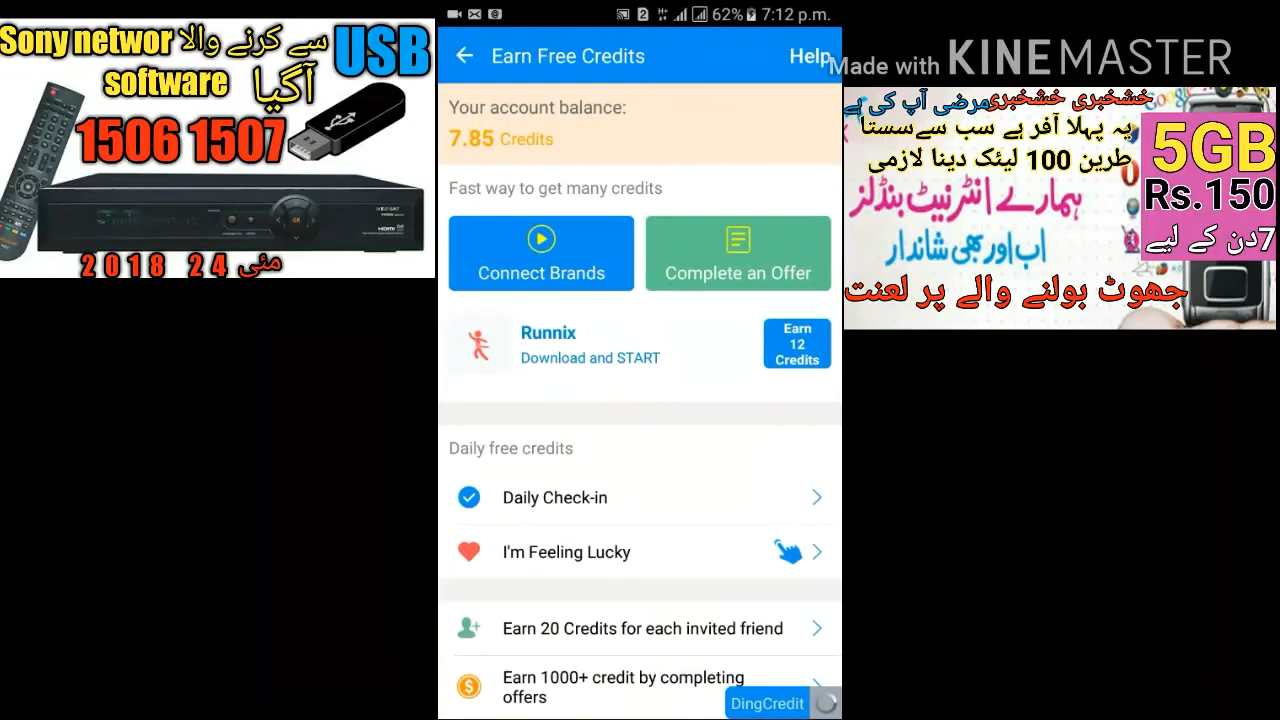 Sony networ سے کرنے والا USB
software آگیا
1506 1507
NEOSAT
OK
HDMI
مئی 24 2018
62% 7:12 p.m.
Earn Free Credits
Help
Your account balance:
7.85 Credits
Fast way to get many credits
Connect Brands
Complete an Offer
Runnix
Download and START
Earn
12
Credits
Daily free credits
Daily Check-in
I'm Feeling Lucky
Earn 20 Credits for each invited friend
Earn 1000+ credit by completing
offers
DingCredit
Made with KINEMASTER
خشخبری خشخبری مرضی آپ کی ہے
یہ پہلا آفر ہے سب سے سستا
طرین 100 لیئک دینا لازمی
5GB
Rs.150
7دن کے لیے
ہمارے انٹرنیٹ بنڈلز
اب اور بھی شاندار
جھوٹ بولنے والے پر لعنت